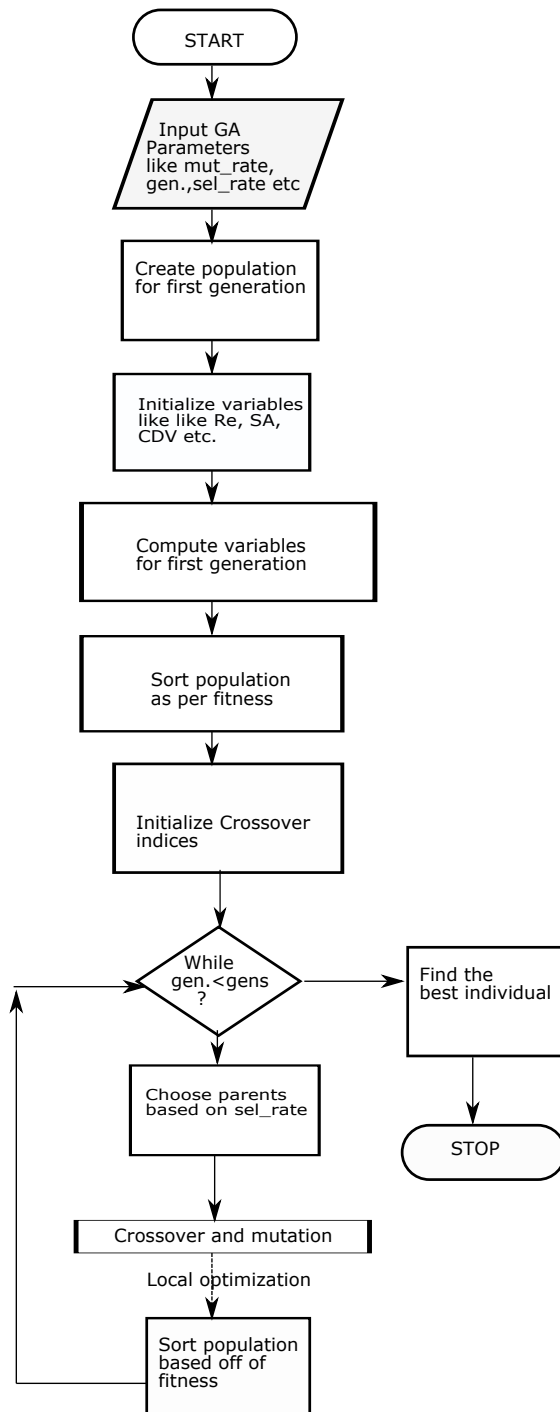 START
Input GA
Parameters
like mut_rate,
gen.,sel_rate etc
Create population
for first generation
Initialize variables
like like Re, SA,
CDV etc.
Compute variables
for first generation
Sort population
as per fitness
Initialize Crossover
indices
While
gen.<gens
?
Find the
best individual
Choose parents
based on sel_rate
STOP
Crossover and mutation
Local optimization
Sort population
based off of
fitness